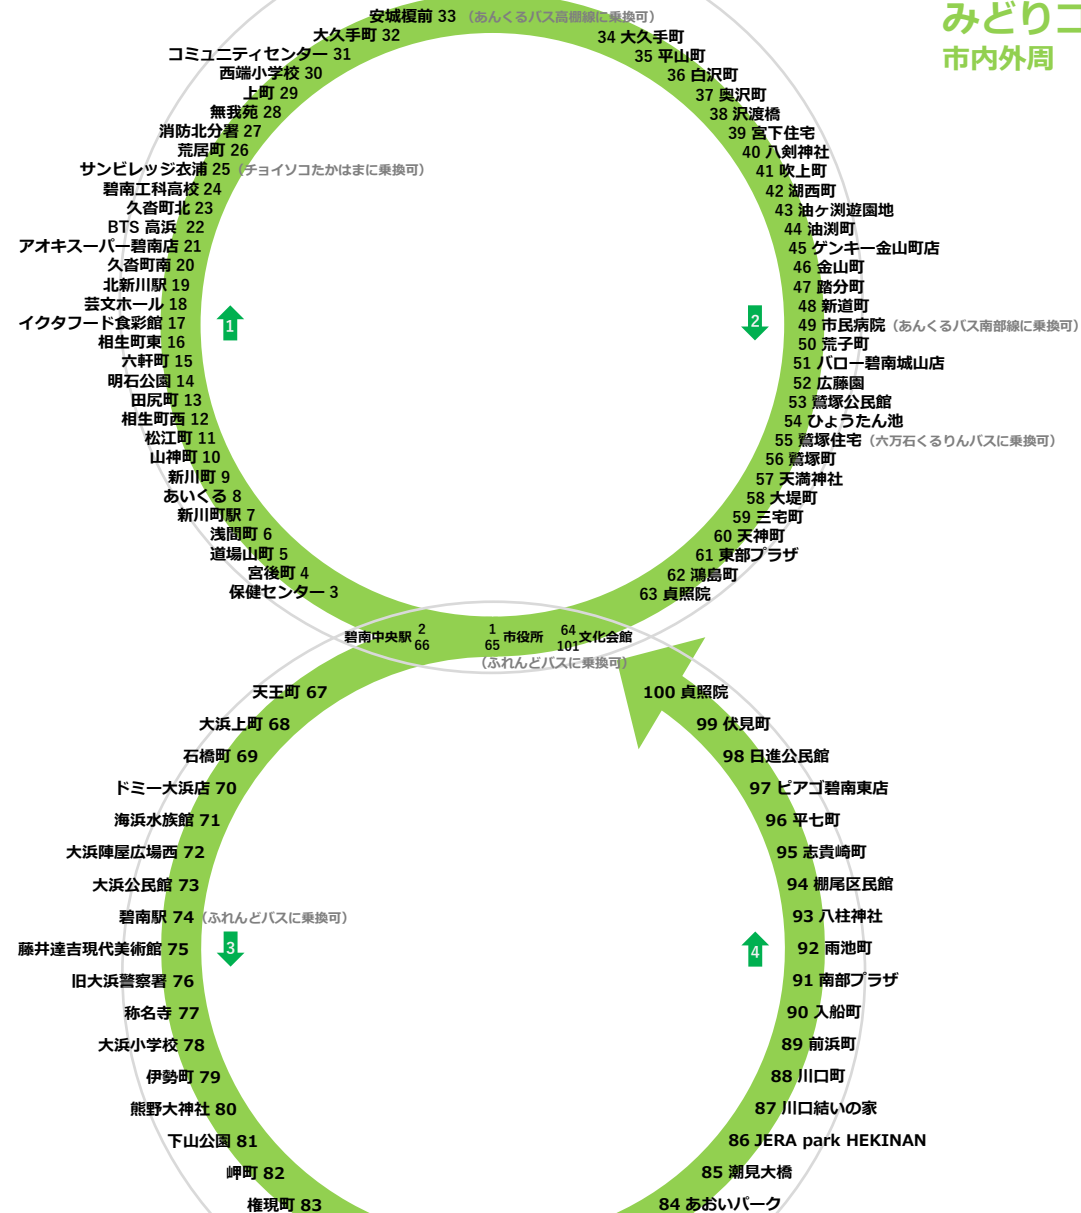 みどりコ
市内外周
安城榎前 33 （あんくるバス高棚線に乗換可）
大久手町 32
コミュニティセンター 31
西端小学校 30
上町 29
無我苑 28
消防北分署 27
荒居町 26
サンビレッジ衣浦 25 （チョイソコたかはまに乗換可）
碧南工科高校 24
久沓町北 23
BTS 高浜 22
アオキスーパー碧南店 21
久沓町南 20
北新川駅 19
芸文ホール 18
イクタフード食彩館 17
相生町東 16
六軒町 15
明石公園 14
田尻町 13
相生町西 12
松江町 11
山神町 10
新川町 9
あいくる 8
新川町駅 7
浅間町 6
道場山町 5
宮後町 4
保健センター 3
1
34 大久手町
35 平山町
36 白沢町
37 奥沢町
38 沢渡橋
39 宮下住宅
40 八剣神社
41 吹上町
42 湖西町
43 油ヶ渕遊園地
44 油渕町
45 ゲンキー金山町店
46 金山町
47 踏分町
48 新道町
49 市民病院 （あんくるバス南部線に乗換可）
50 荒子町
51 バロー碧南城山店
52 広藤園
53 鷲塚公民館
54 ひょうたん池
55 鷲塚住宅 （六万石くるりんバスに乗換可）
56 鷲塚町
57 天満神社
58 大堤町
59 三宅町
60 天神町
61 東部プラザ
62 鴻島町
63 貞照院
2
碧南中央駅 2 66
1 65 市役所
64 101 文化会館
（ふれんどバスに乗換可）
天王町 67
大浜上町 68
石橋町 69
ドミー大浜店 70
海浜水族館 71
大浜陣屋広場西 72
大浜公民館 73
碧南駅 74 （ふれんどバスに乗換可）
藤井達吉現代美術館 75
旧大浜警察署 76
称名寺 77
大浜小学校 78
伊勢町 79
熊野大神社 80
下山公園 81
岬町 82
権現町 83
3
100 貞照院
99 伏見町
98 日進公民館
97 ピアゴ碧南東店
96 平七町
95 志貴崎町
94 棚尾区民館
93 八柱神社
92 雨池町
91 南部プラザ
90 入船町
89 前浜町
88 川口町
87 川口結いの家
86 JERA park HEKINAN
85 潮見大橋
84 あおいパーク
4